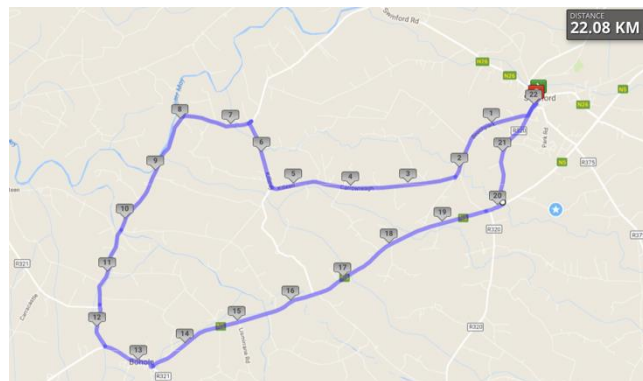 DISTANCE
22.08 KM
Swinford Rd
N26
N5
22
N26
1
R320
Park Rd
21
R375
N5
2
8
7
6
5
4
3
9
20
19
R320
10
18
R321
11
17
16
15
12
14
Lismirrane Rd
R320
13
Bohola
R321